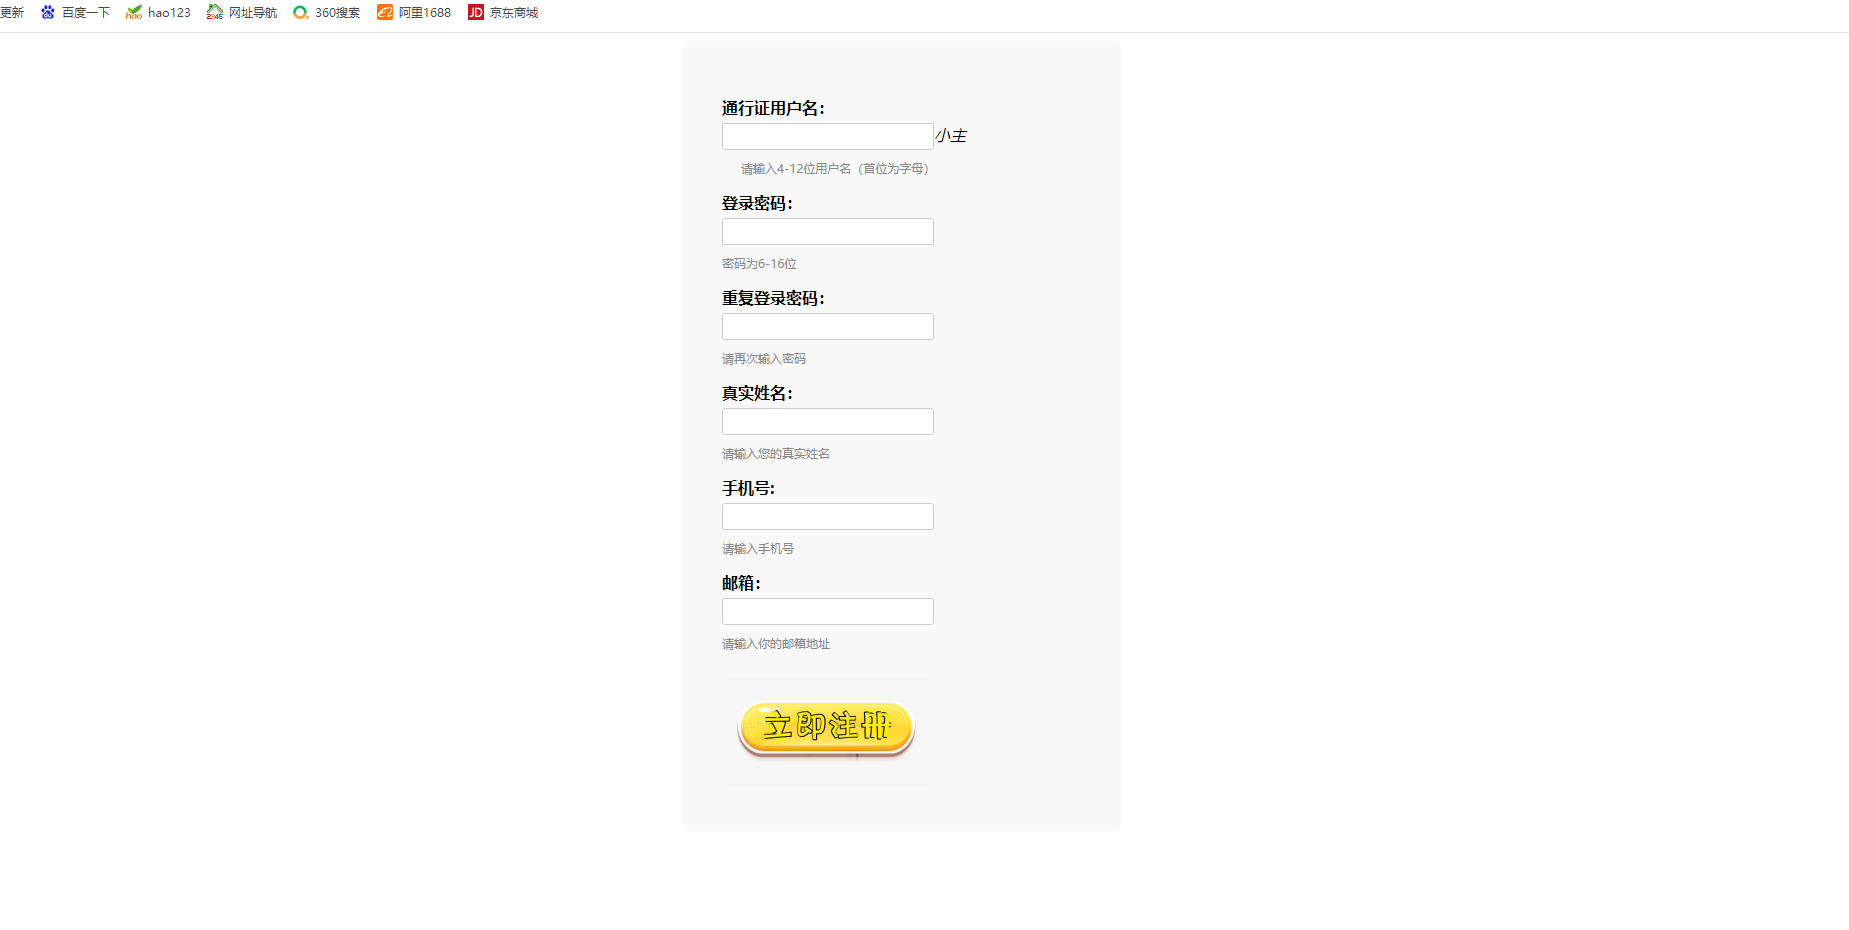 更新 百度一下 hao123 网址导航 360搜索 阿里1688 JD 京东商城
通行证用户名：
小主
请输入4-12位用户名（首位为字母）
登录密码：
密码为6-16位
重复登录密码：
请再次输入密码
真实姓名：
请输入您的真实姓名
手机号：
请输入手机号
邮箱：
请输入你的邮箱地址
立即注册